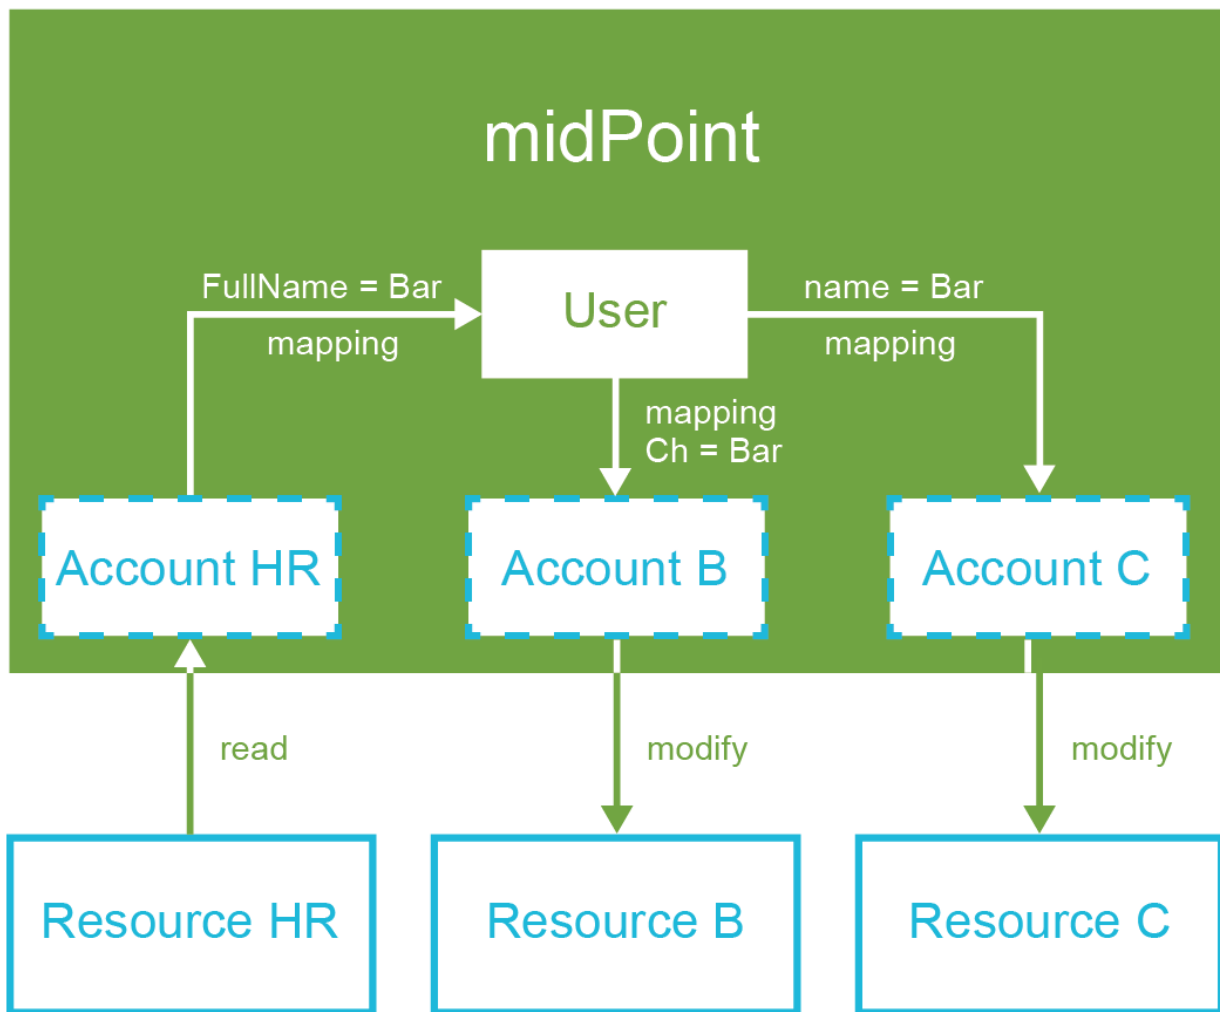 midPoint
FullName = Bar
mapping
User
name = Bar
mapping
mapping
Ch = Bar
Account HR
Account B
Account C
read
modify
modify
Resource HR
Resource B
Resource C